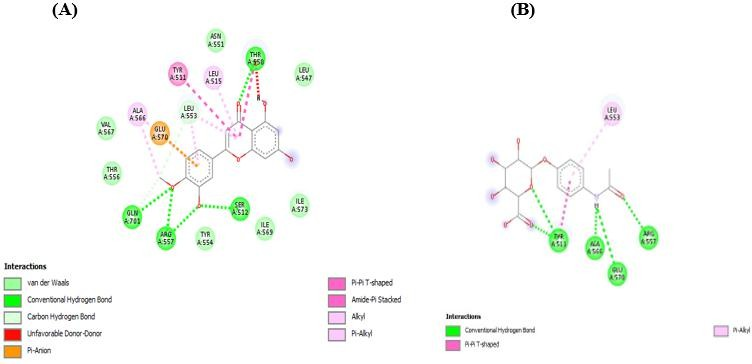 (A)
(B)
ASN
A:551
THR
A:550
TYR
A:511
LEU
A:515
LEU
A:547
ALA
A:566
LEU
A:553
VAL
A:567
GLU
A:570
THR
A:556
GLN
A:701
ARG
A:557
SER
A:512
TYR
A:554
ILE
A:569
ILE
A:573
LEU
A:553
TYR
A:511
ALA
A:566
GLU
A:570
ARG
A:557
H
Interactions
van der Waals
Conventional Hydrogen Bond
Carbon Hydrogen Bond
Unfavorable Donor-Donor
Pi-Anion
Pi-Pi T-shaped
Amide-Pi Stacked
Alkyl
Pi-Alkyl
Interactions
Conventional Hydrogen Bond
Pi-Pi T-shaped
Pi-Alkyl